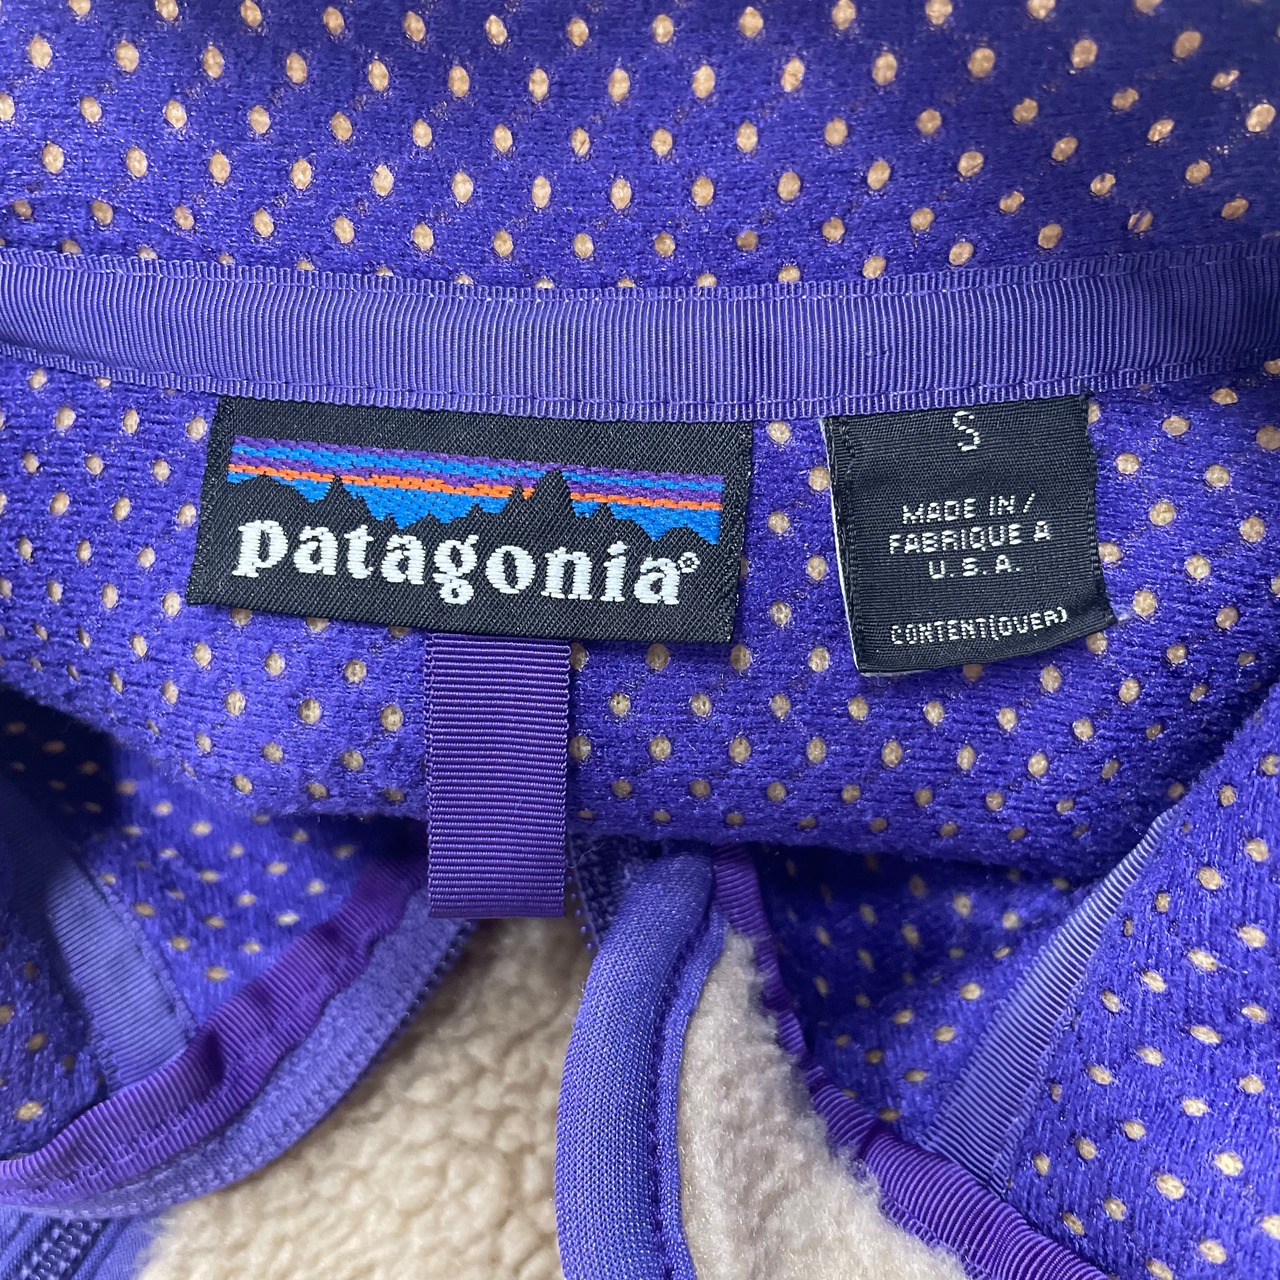 patagonia®
S
MADE IN /
FABRIQUE A
U.S.A.
CONTENT(OVER)